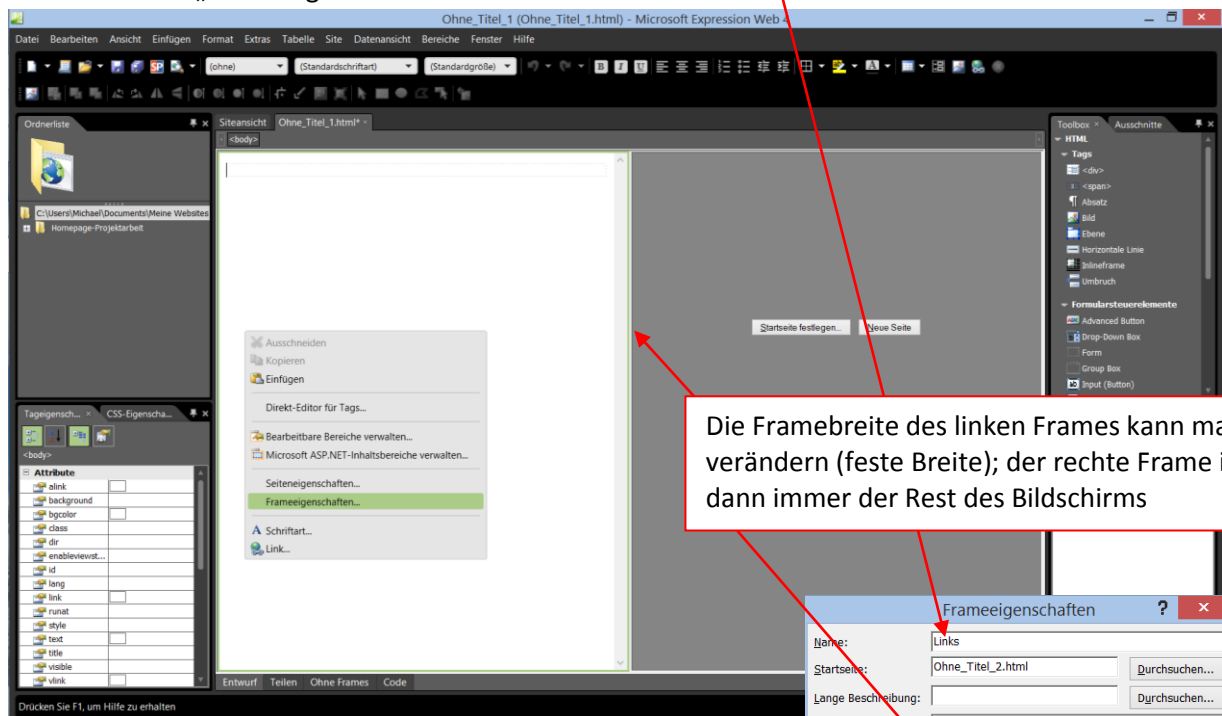 Ohne_Titel_1 (Ohne_Titel_1.html) - Microsoft Expression Web 4
Datei Bearbeiten Ansicht Einfügen Format Extras Tabelle Site Datenansicht Bereiche Fenster Hilfe
(ohne) (Standardschriftart) (Standardgröße)
Ordnerliste
C:\Users\Michael\Documents\Meine Websites
Homepage-Projektarbeit
Siteansicht Ohne_Titel_1.html*
<body>
Ausschneiden
Kopieren
Einfügen
Direkt-Editor für Tags...
Bearbeitbare Bereiche verwalten...
Microsoft ASP.NET-Inhaltsbereiche verwalten...
Seiteneigenschaften...
Frameeigenschaften...
Schriftart...
Link...
Startseite festlegen... Neue Seite
Toolbox Ausschnitte
HTML
Tags
<div>
<span>
Absatz
Bild
Ebene
Horizontale Linie
Inlineframe
Umbruch
Formularsteuerelemente
Advanced Button
Drop-Down Box
Form
Group Box
Input (Button)
Tageigensch... CSS-Eigenscha...
<body>
Attribute
alink
background
bgcolor
class
dir
enableviewst...
id
lang
link
runat
style
text
title
visible
vlink
Die Framebreite des linken Frames kann ma
verändern (feste Breite); der rechte Frame i
dann immer der Rest des Bildschirms
Frameeigenschaften ? ×
Name: Links
Startseite: Ohne_Titel_2.html Durchsuchen...
Lange Beschreibung: Durchsuchen...
Entwurf Teilen Ohne Frames Code
Drücken Sie F1, um Hilfe zu erhalten